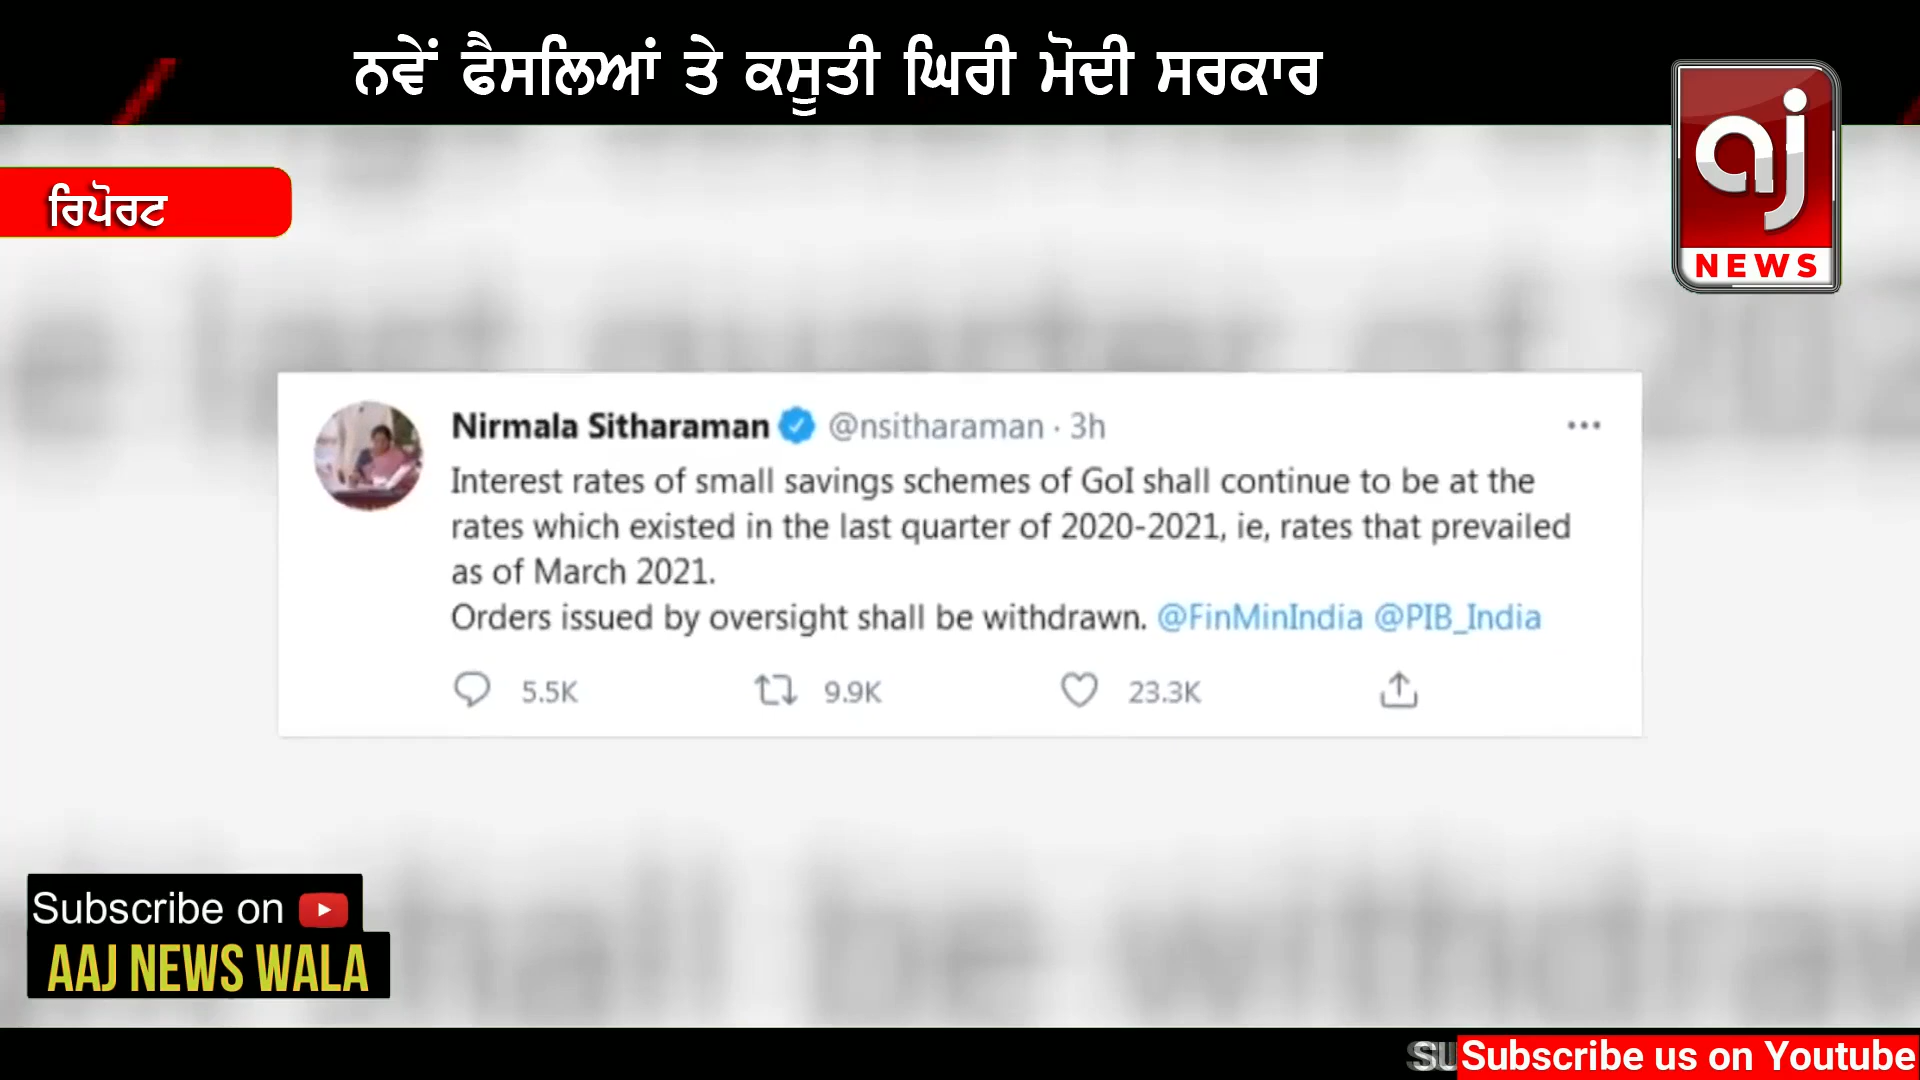 ਨਵੇਂ ਫੈਸਲਿਆਂ ਤੇ ਕਸੂਤੀ ਘਿਰੀ ਮੋਦੀ ਸਰਕਾਰ
ਰਿਪੋਰਟ
aj
NEWS
Nirmala Sitharaman @nsitharaman · 3h
Interest rates of small savings schemes of GoI shall continue to be at the
rates which existed in the last quarter of 2020-2021, ie, rates that prevailed
as of March 2021.
Orders issued by oversight shall be withdrawn. @FinMinIndia @PIB_India
5.5K 9.9K 23.3K
Subscribe on
AAJ NEWS WALA
Subscribe us on Youtube